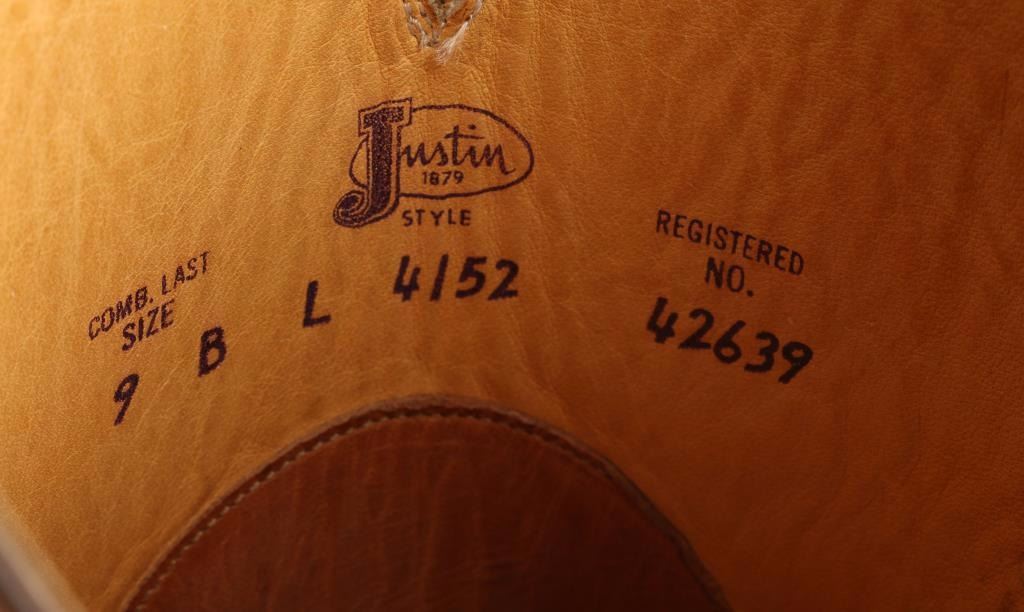 Justin
1879
STYLE
COMB. LAST
SIZE
9 B L 4152
REGISTERED
NO.
42639